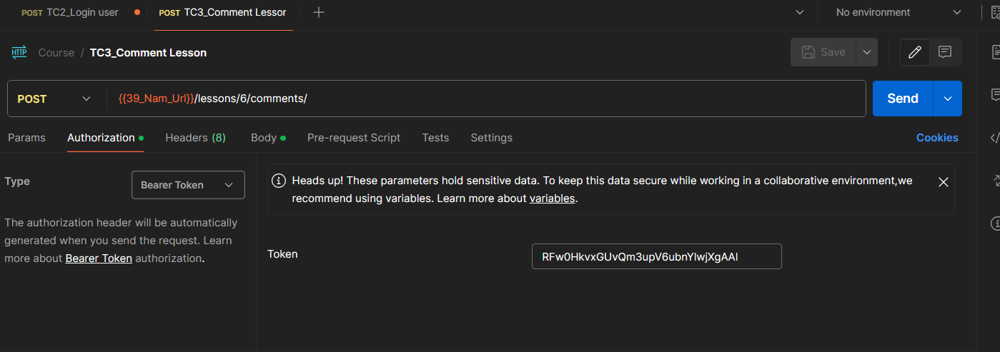 POST TC2_Login user
POST TC3_Comment Lessor
No environment
HTTP Course / TC3_Comment Lesson
Save
POST {{39_Nam_Url}}/lessons/6/comments/
Send
Params Authorization Headers (8) Body Pre-request Script Tests Settings Cookies
Type
Bearer Token
The authorization header will be automatically
generated when you send the request. Learn
more about Bearer Token authorization.
Heads up! These parameters hold sensitive data. To keep this data secure while working in a collaborative environment,we
recommend using variables. Learn more about variables.
Token
RFw0HkvxGUvQm3upV6ubnYlwjXgAAl